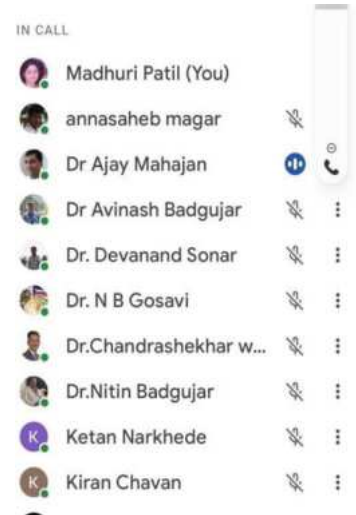 IN CALL
Madhuri Patil (You)
annasaheb magar
Dr Ajay Mahajan
Dr Avinash Badgujar
Dr. Devanand Sonar
Dr. N B Gosavi
Dr.Chandrashekhar w...
Dr.Nitin Badgujar
K Ketan Narkhede
K Kiran Chavan